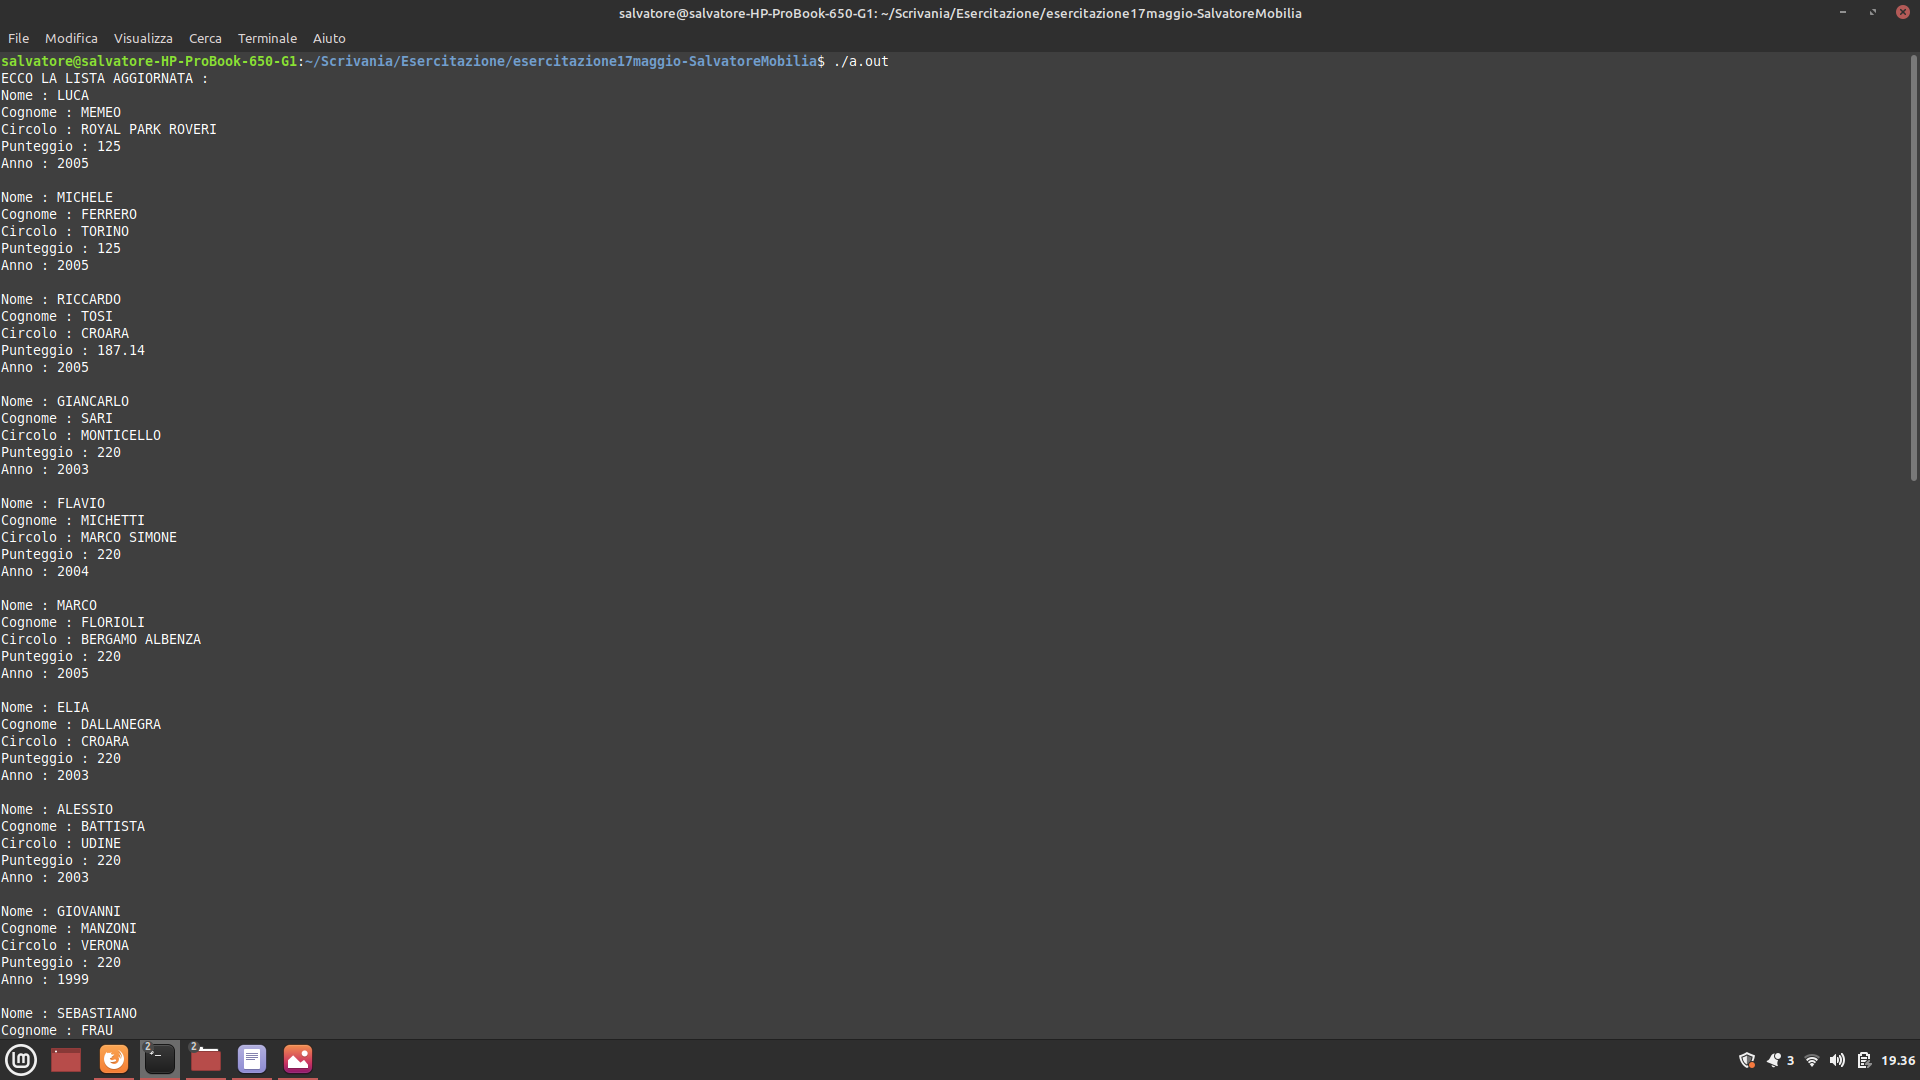 salvatore@salvatore-HP-ProBook-650-G1: ~/Scrivania/Esercitazione/esercitazione17maggio-SalvatoreMobilia
File Modifica Visualizza Cerca Terminale Aiuto
salvatore@salvatore-HP-ProBook-650-G1:~/Scrivania/Esercitazione/esercitazione17maggio-SalvatoreMobilia$ ./a.out
ECCO LA LISTA AGGIORNATA :
Nome : LUCA
Cognome : MEMEO
Circolo : ROYAL PARK ROVERI
Punteggio : 125
Anno : 2005
Nome : MICHELE
Cognome : FERRERO
Circolo : TORINO
Punteggio : 125
Anno : 2005
Nome : RICCARDO
Cognome : TOSI
Circolo : CROARA
Punteggio : 187.14
Anno : 2005
Nome : GIANCARLO
Cognome : SARI
Circolo : MONTICELLO
Punteggio : 220
Anno : 2003
Nome : FLAVIO
Cognome : MICHETTI
Circolo : MARCO SIMONE
Punteggio : 220
Anno : 2004
Nome : MARCO
Cognome : FLORIOLI
Circolo : BERGAMO ALBENZA
Punteggio : 220
Anno : 2005
Nome : ELIA
Cognome : DALLANEGRA
Circolo : CROARA
Punteggio : 220
Anno : 2003
Nome : ALESSIO
Cognome : BATTISTA
Circolo : UDINE
Punteggio : 220
Anno : 2003
Nome : GIOVANNI
Cognome : MANZONI
Circolo : VERONA
Punteggio : 220
Anno : 1999
Nome : SEBASTIANO
Cognome : FRAU
2 2 3 19.36